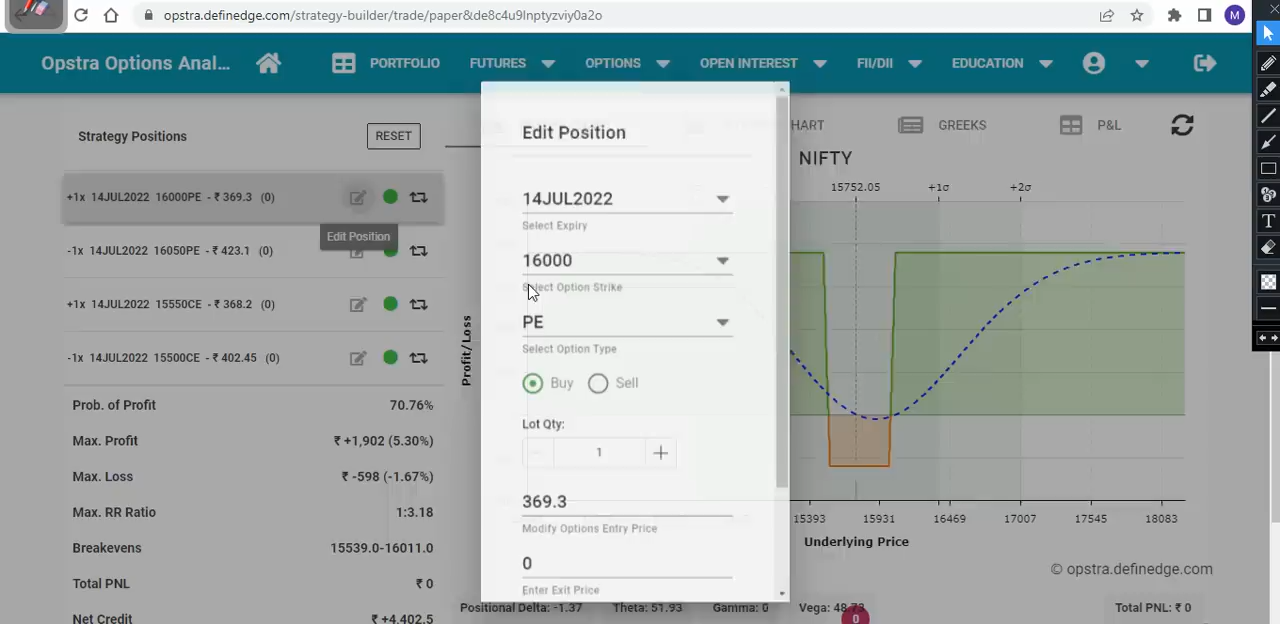 opstra.definedge.com/strategy-builder/trade/paper&de8c4u9lnptyzviy0a2o
M
Opstra Options Anal...
PORTFOLIO
FUTURES
OPTIONS
OPEN INTEREST
FII/DII
EDUCATION
Strategy Positions
RESET
+1x 14JUL2022 16000PE - ₹ 369.3 (0)
Edit Position
-1x 14JUL2022 16050PE - ₹ 423.1 (0)
+1x 14JUL2022 15550CE - ₹ 368.2 (0)
-1x 14JUL2022 15500CE - ₹ 402.45 (0)
Prob. of Profit 70.76%
Max. Profit ₹ +1,902 (5.30%)
Max. Loss ₹ -598 (-1.67%)
Max. RR Ratio 1:3.18
Breakevens 15539.0-16011.0
Total PNL ₹ 0
Net Credit ₹ +4,402.5
Edit Position
14JUL2022
Select Expiry
16000
Select Option Strike
PE
Select Option Type
Buy Sell
Lot Qty:
1 +
369.3
Modify Options Entry Price
0
Enter Exit Price
HART
GREEKS
P&L
NIFTY
15752.05 +1σ +2σ
Profit/Loss
15393 15931 16469 17007 17545 18083
Underlying Price
© opstra.definedge.com
Positional Delta: -1.37 Theta: 51.93 Gamma: 0 Vega: 48.73 Total PNL: ₹ 0
0
T